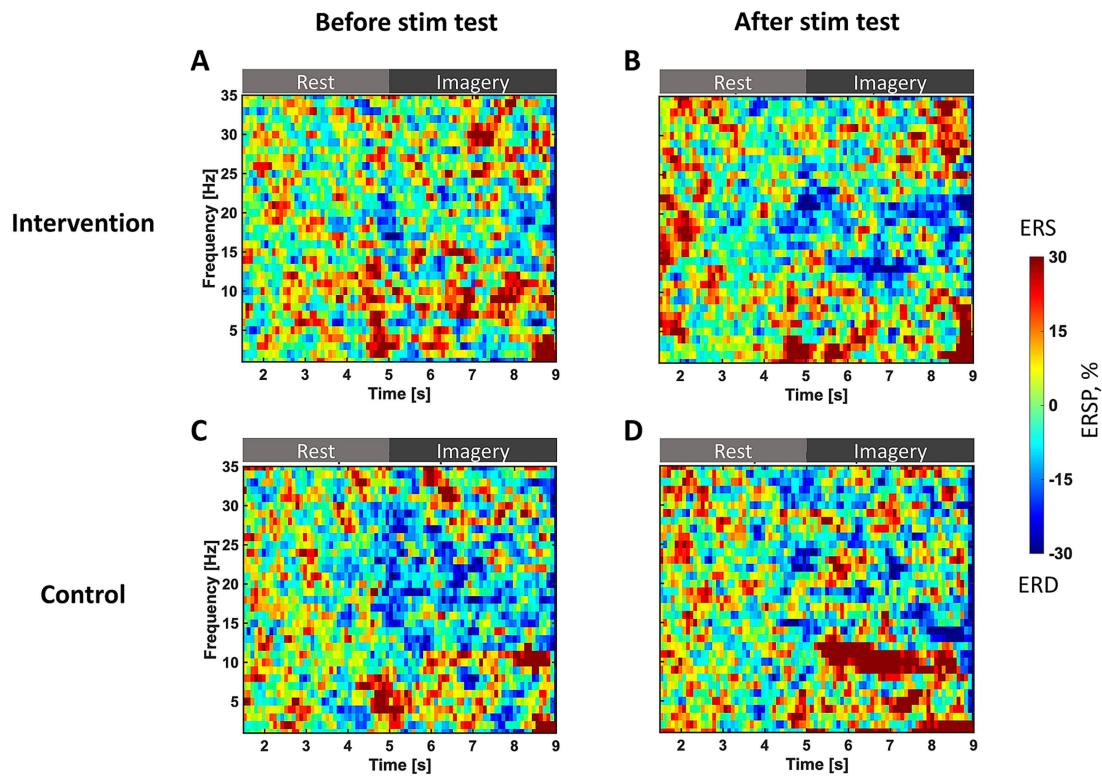 Before stim test
After stim test
A
B
Rest
Imagery
Rest
Imagery
35
30
25
20
15
10
5
Frequency [Hz]
2 3 4 5 6 7 8 9
Time [s]
2 3 4 5 6 7 8 9
Time [s]
Intervention
C
D
Rest
Imagery
Rest
Imagery
35
30
25
20
15
10
5
Frequency [Hz]
2 3 4 5 6 7 8 9
Time [s]
2 3 4 5 6 7 8 9
Time [s]
Control
ERS
30
15
0
-15
-30
ERSP, %
ERD